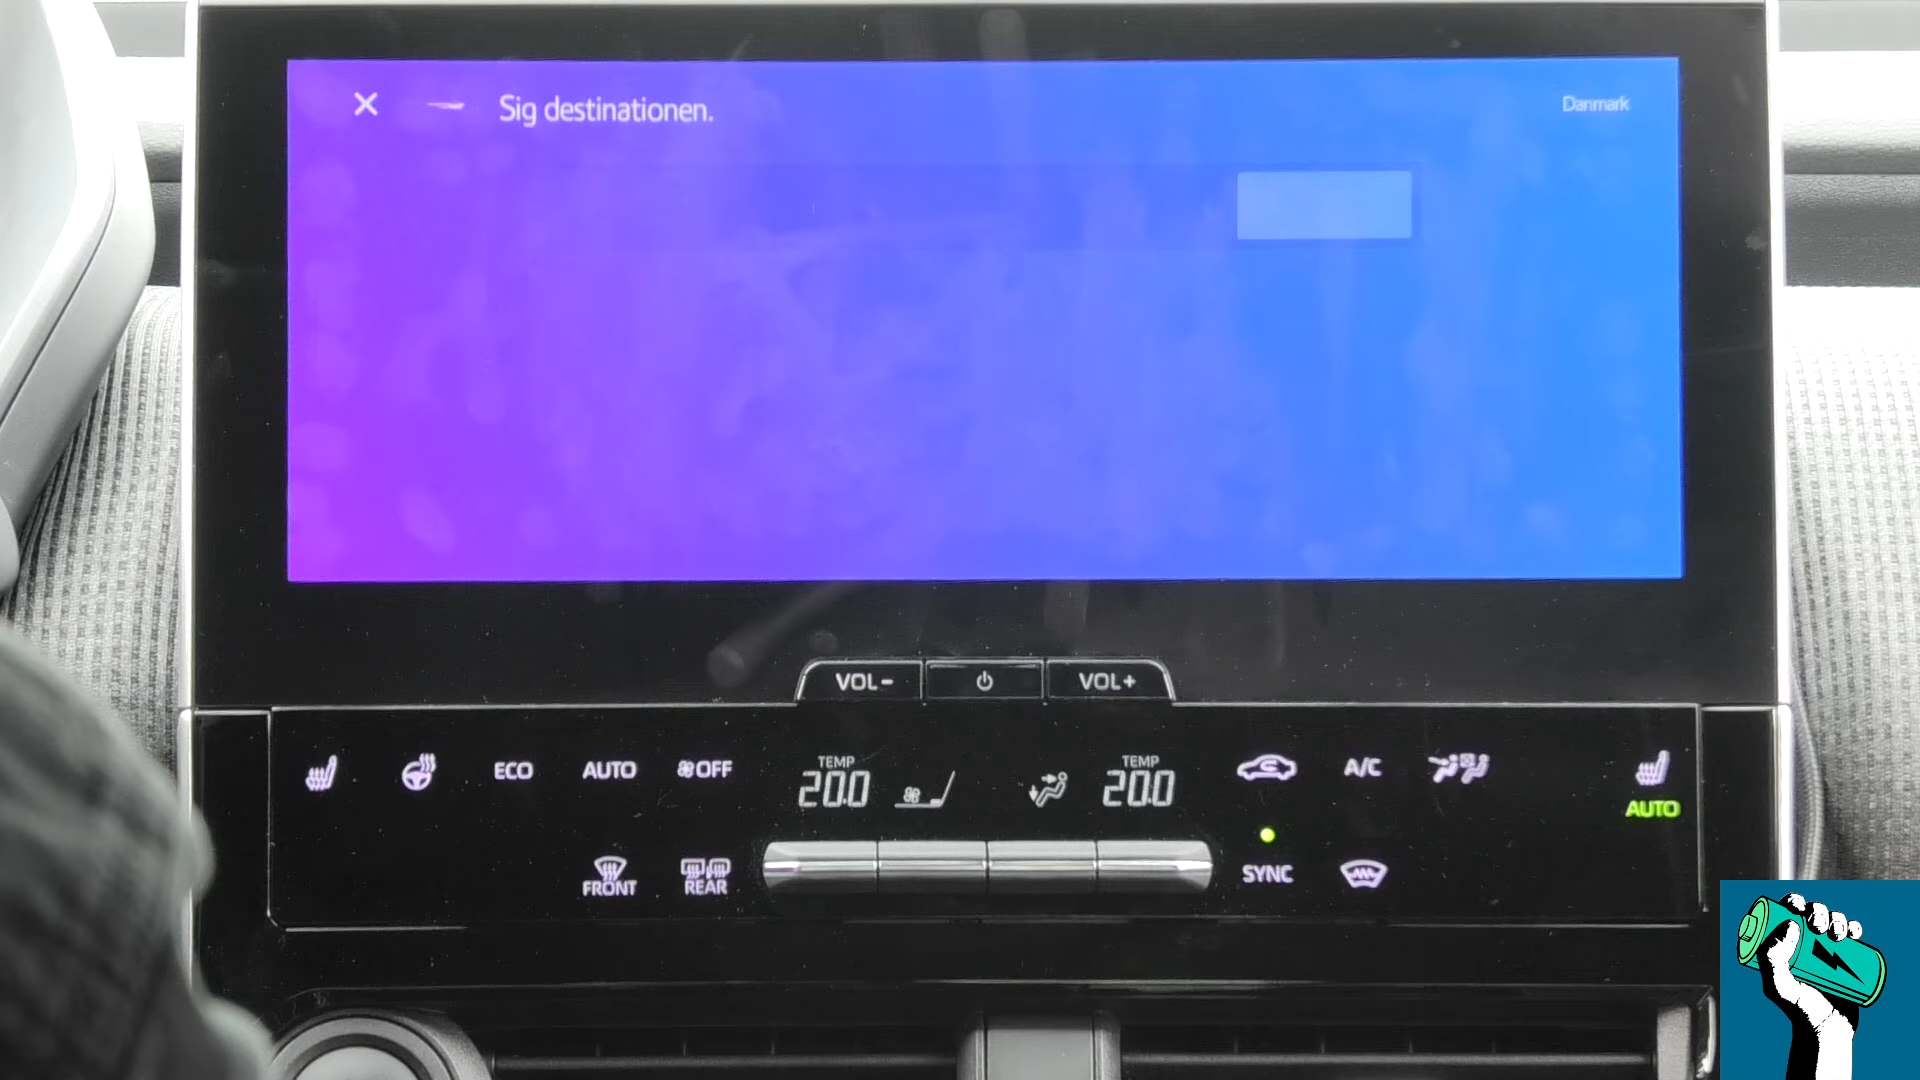 Sig destinationen.
Danmark
VOL-
VOL+
ECO
AUTO
OFF
TEMP
20.0
TEMP
20.0
A/C
AUTO
FRONT
REAR
SYNC